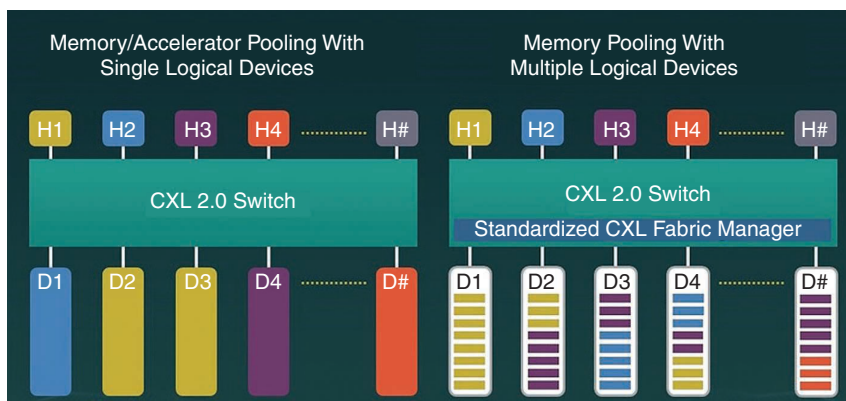 Memory/Accelerator Pooling With
Single Logical Devices
H1 H2 H3 H4 H#
CXL 2.0 Switch
D1 D2 D3 D4 D#
Memory Pooling With
Multiple Logical Devices
H1 H2 H3 H4 H#
CXL 2.0 Switch
Standardized CXL Fabric Manager
D1 D2 D3 D4 D#